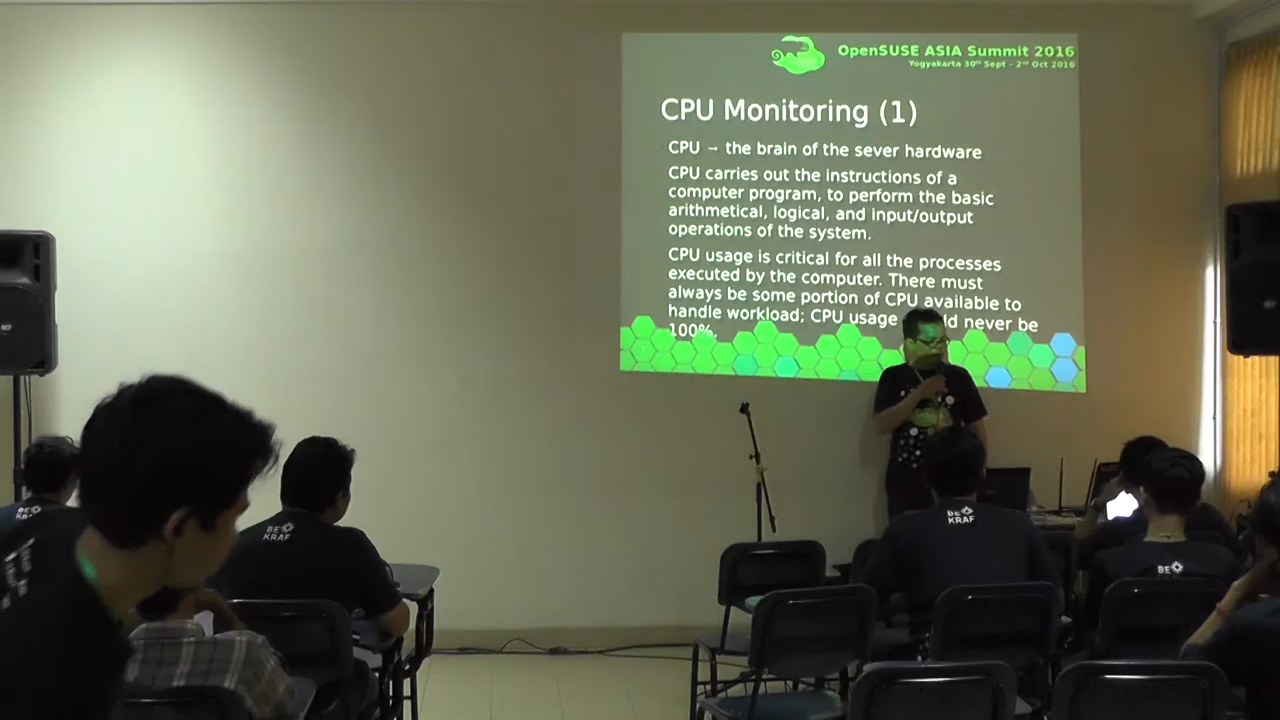 OpenSUSE ASIA Summit 2016
Yogyakarta 30th Sept - 2nd Oct 2016
CPU Monitoring (1)
CPU → the brain of the sever hardware
CPU carries out the instructions of a
computer program, to perform the basic
arithmetical, logical, and input/output
operations of the system.
CPU usage is critical for all the processes
executed by the computer. There must
always be some portion of CPU available to
handle workload; CPU usage never be
100%.
BE
KRAF
BE
KRAF
BE
KRAF
BE